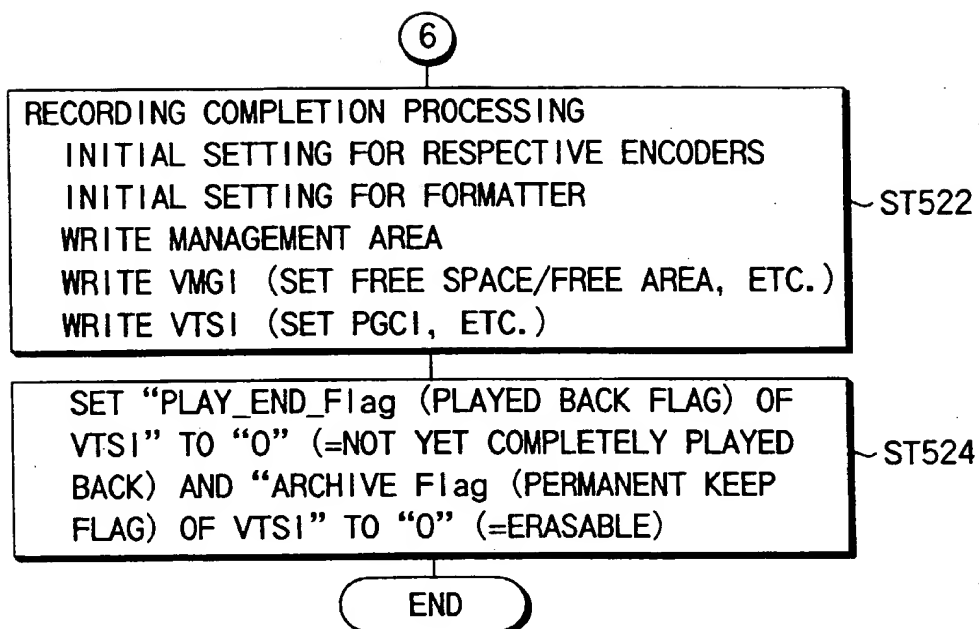 6
RECORDING COMPLETION PROCESSING
INITIAL SETTING FOR RESPECTIVE ENCODERS
INITIAL SETTING FOR FORMATTER
WRITE MANAGEMENT AREA
WRITE VMGI (SET FREE SPACE/FREE AREA, ETC.)
WRITE VTSI (SET PGCI, ETC.)
ST522
SET “PLAY_END_Flag (PLAYED BACK FLAG) OF
VTSI” TO “0” (=NOT YET COMPLETELY PLAYED
BACK) AND “ARCHIVE Flag (PERMANENT KEEP
FLAG) OF VTSI” TO “0” (=ERASABLE)
ST524
END